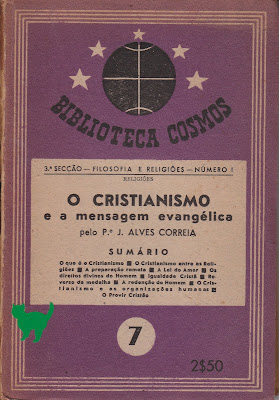 BIBLIOTECA COSMOS
3.ª SECÇÃO — FILOSOFIA E RELIGIÕES — NÚMERO 1
RELIGIÕES
O CRISTIANISMO
e a mensagem evangélica
pelo P.e J. ALVES CORREIA
SUMÁRIO
O que é o Cristianismo ■ O Cristianismo entre as Reli-
giões ■ A preparação remota ■ A Lei do Amor ■ Os
direitos divinos do Homem ■ Igualdade Cristã ■ Re-
verso da medalha ■ A redenção do Homem ■ O Cris-
tianismo e as organizações humanas ■
O Provir Cristão
7
2$50